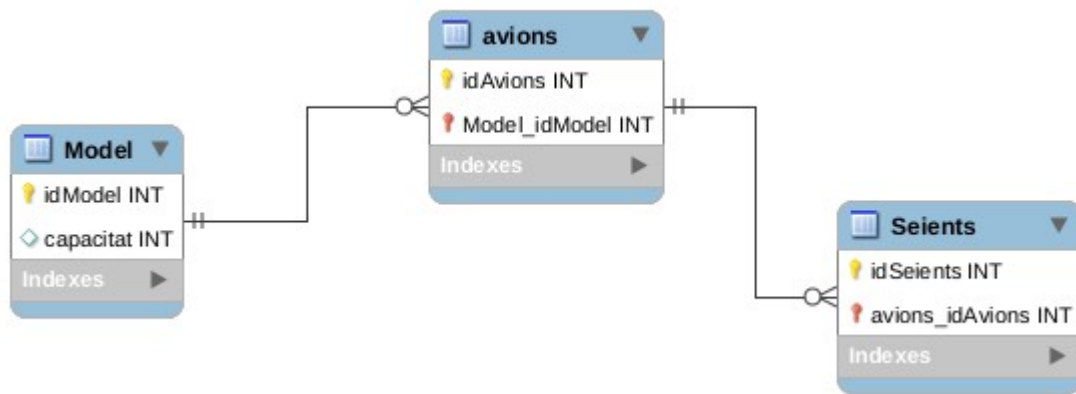 avions
idAvions INT
Model_idModel INT
Indexes
Model
idModel INT
capacitat INT
Indexes
Seients
idSeients INT
avions_idAvions INT
Indexes